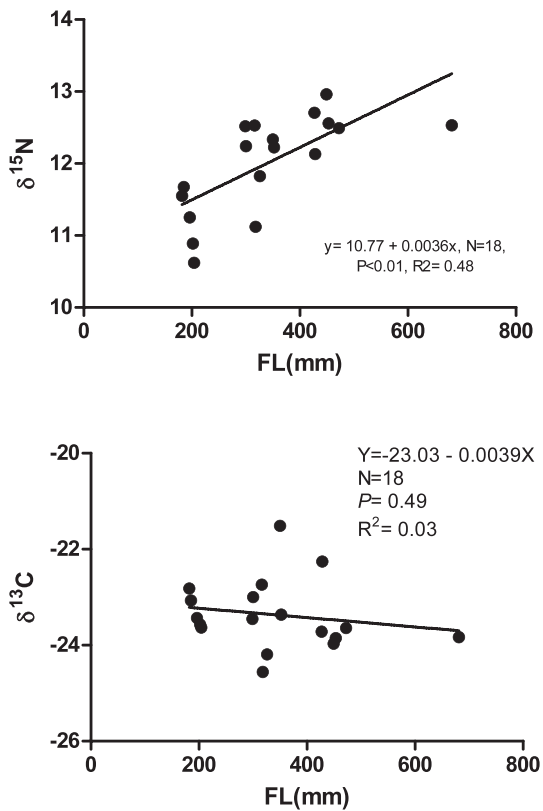 14
13
12
11
10
δ ¹⁵N
y= 10.77 + 0.0036x, N=18,
P<0.01, R2= 0.48
0 200 400 600 800
FL(mm)
-20
-22
-24
-26
δ ¹³C
Y=-23.03 - 0.0039X
N=18
P= 0.49
R²= 0.03
0 200 400 600 800
FL(mm)